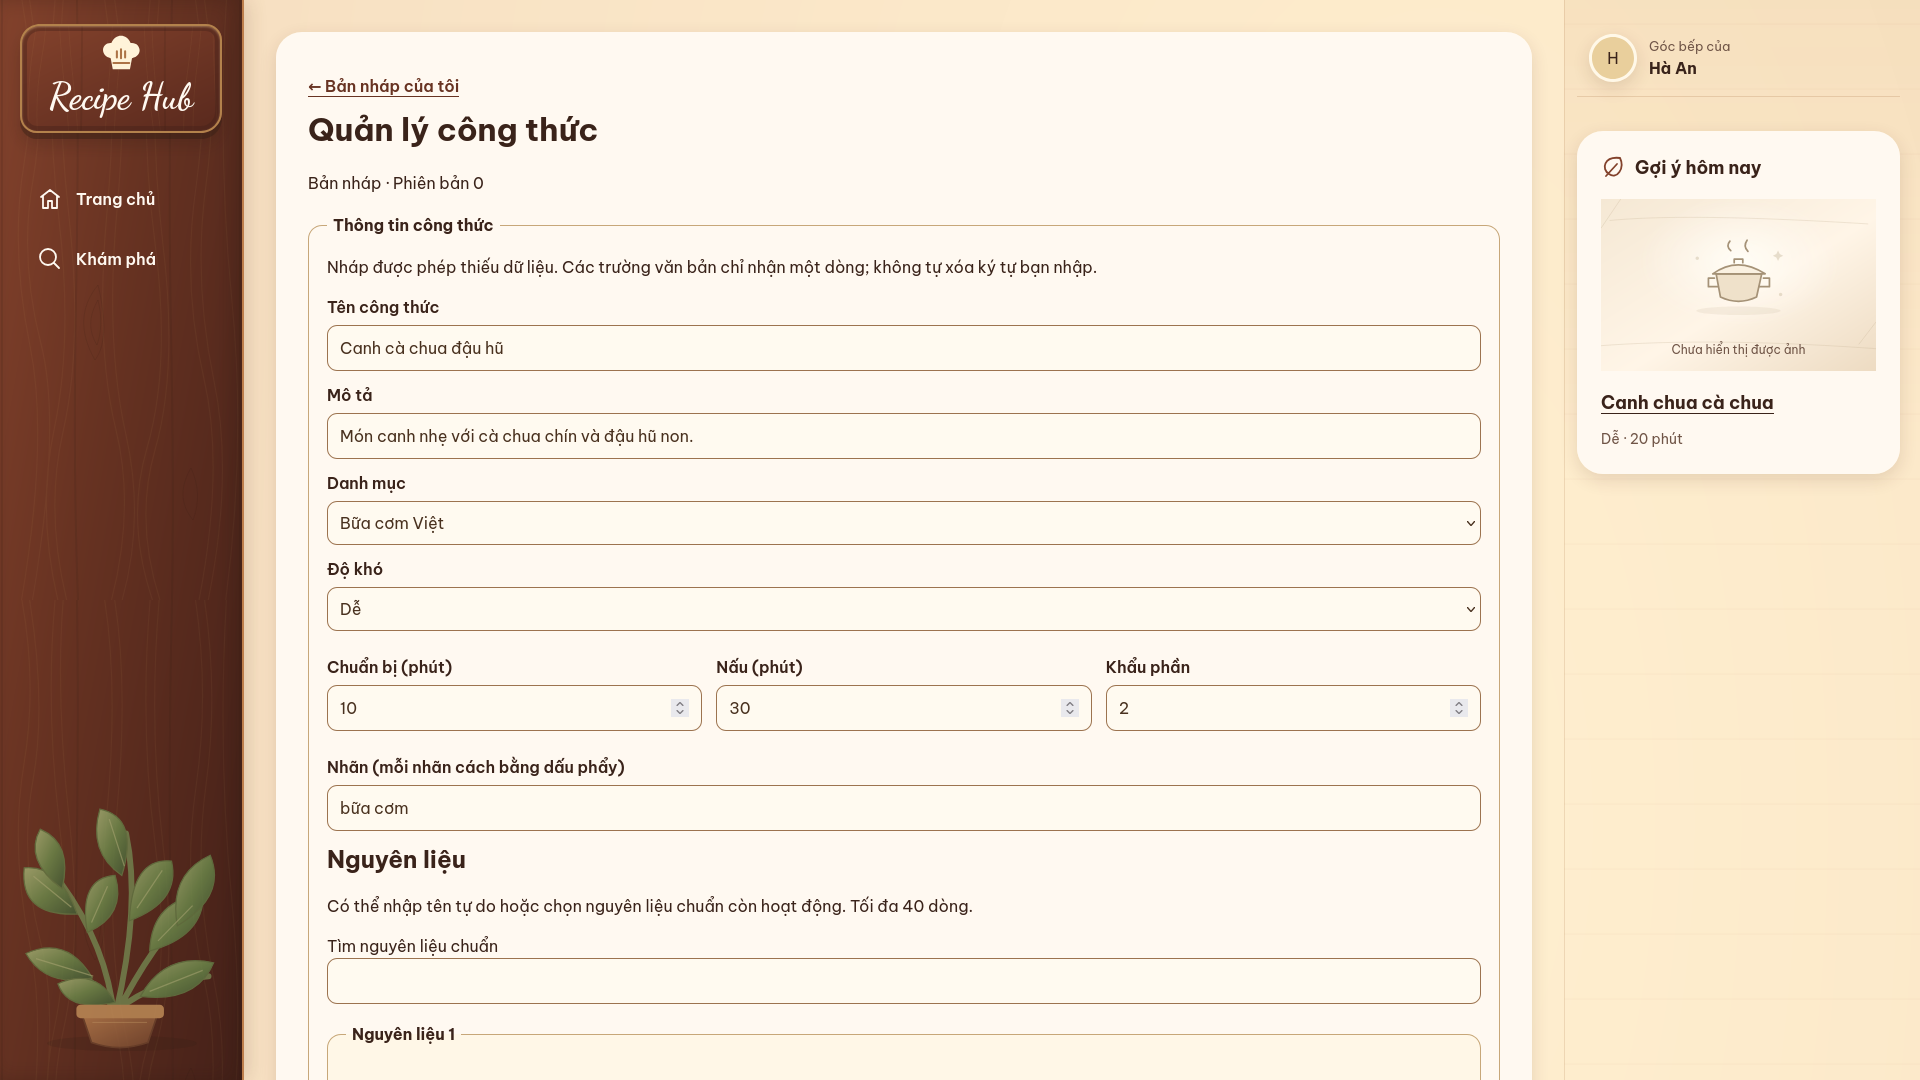 Recipe Hub
Trang chủ
Khám phá
← Bản nháp của tôi
Quản lý công thức
Bản nháp · Phiên bản 0
Thông tin công thức
Nháp được phép thiếu dữ liệu. Các trường văn bản chỉ nhận một dòng; không tự xóa ký tự bạn nhập.
Tên công thức
Canh cà chua đậu hũ
Mô tả
Món canh nhẹ với cà chua chín và đậu hũ non.
Danh mục
Bữa cơm Việt
Độ khó
Dễ
Chuẩn bị (phút)
10
Nấu (phút)
30
Khẩu phần
2
Nhãn (mỗi nhãn cách bằng dấu phẩy)
bữa cơm
Nguyên liệu
Có thể nhập tên tự do hoặc chọn nguyên liệu chuẩn còn hoạt động. Tối đa 40 dòng.
Tìm nguyên liệu chuẩn
Nguyên liệu 1
H
Góc bếp của
Hà An
Gợi ý hôm nay
Chưa hiển thị được ảnh
Canh chua cà chua
Dễ · 20 phút